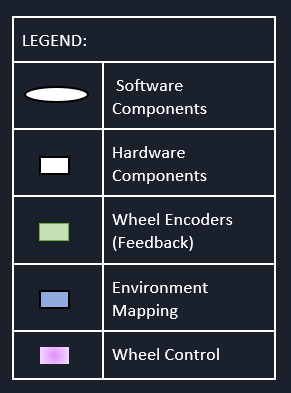 LEGEND:
Software
Components
Hardware
Components
Wheel Encoders
(Feedback)
Environment
Mapping
Wheel Control